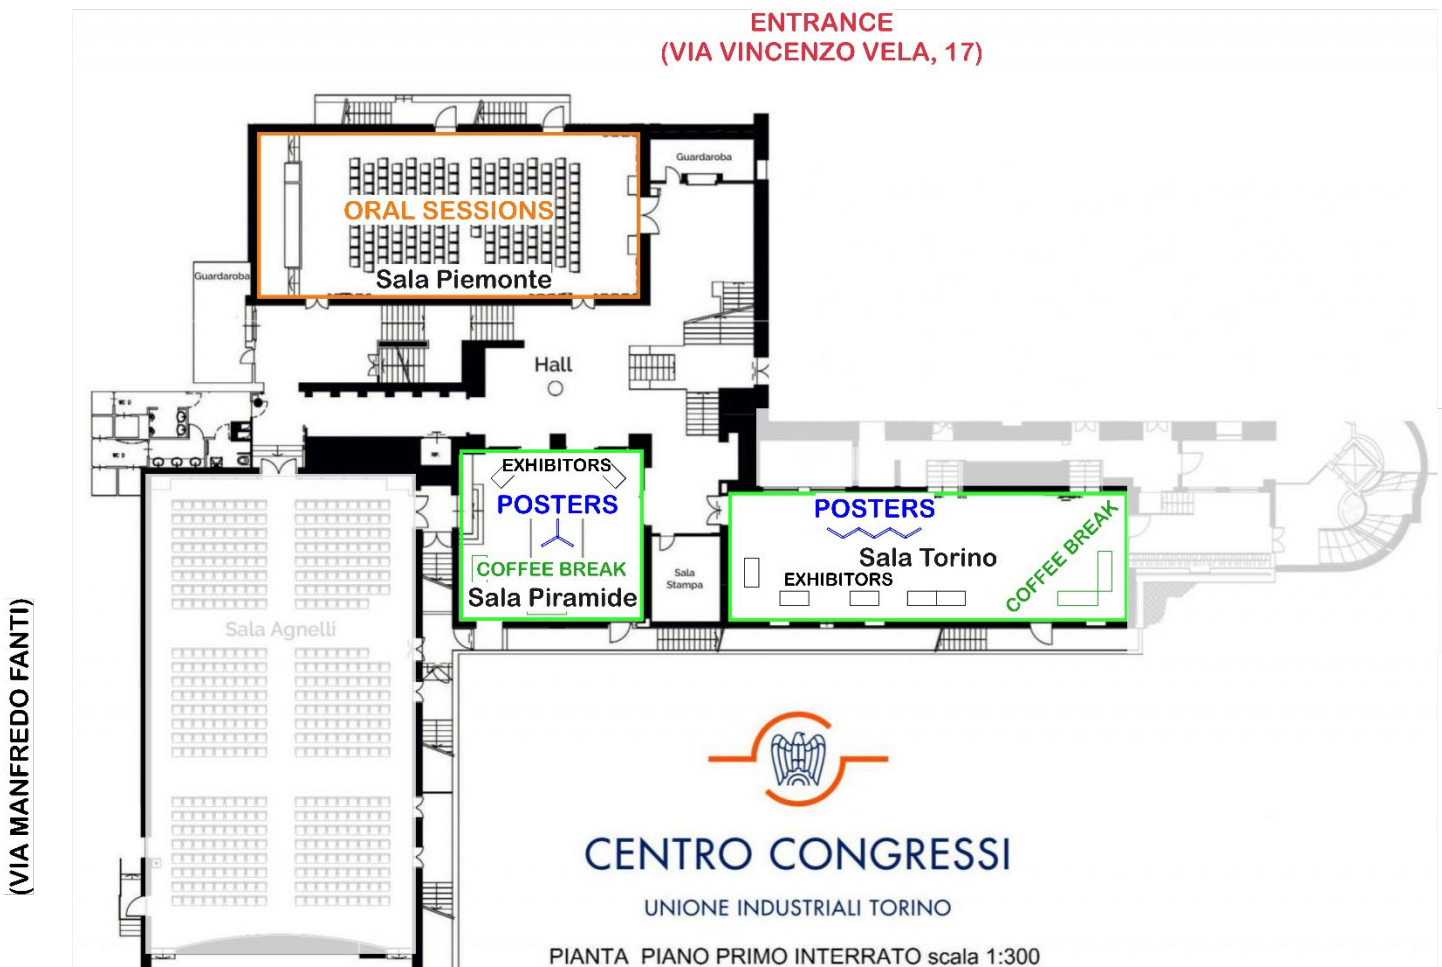 ENTRANCE
(VIA VINCENZO VELA, 17)
Guardaroba
ORAL SESSIONS
Sala Piemonte
Guardaroba
Hall
EXHIBITORS
POSTERS
COFFEE BREAK
Sala Piramide
Sala
Stampa
POSTERS
Sala Torino
EXHIBITORS
COFFEE BREAK
Sala Agnelli
(VIA MANFREDO FANTI)
CENTRO CONGRESSI
UNIONE INDUSTRIALI TORINO
PIANTA PIANO PRIMO INTERRATO scala 1:300